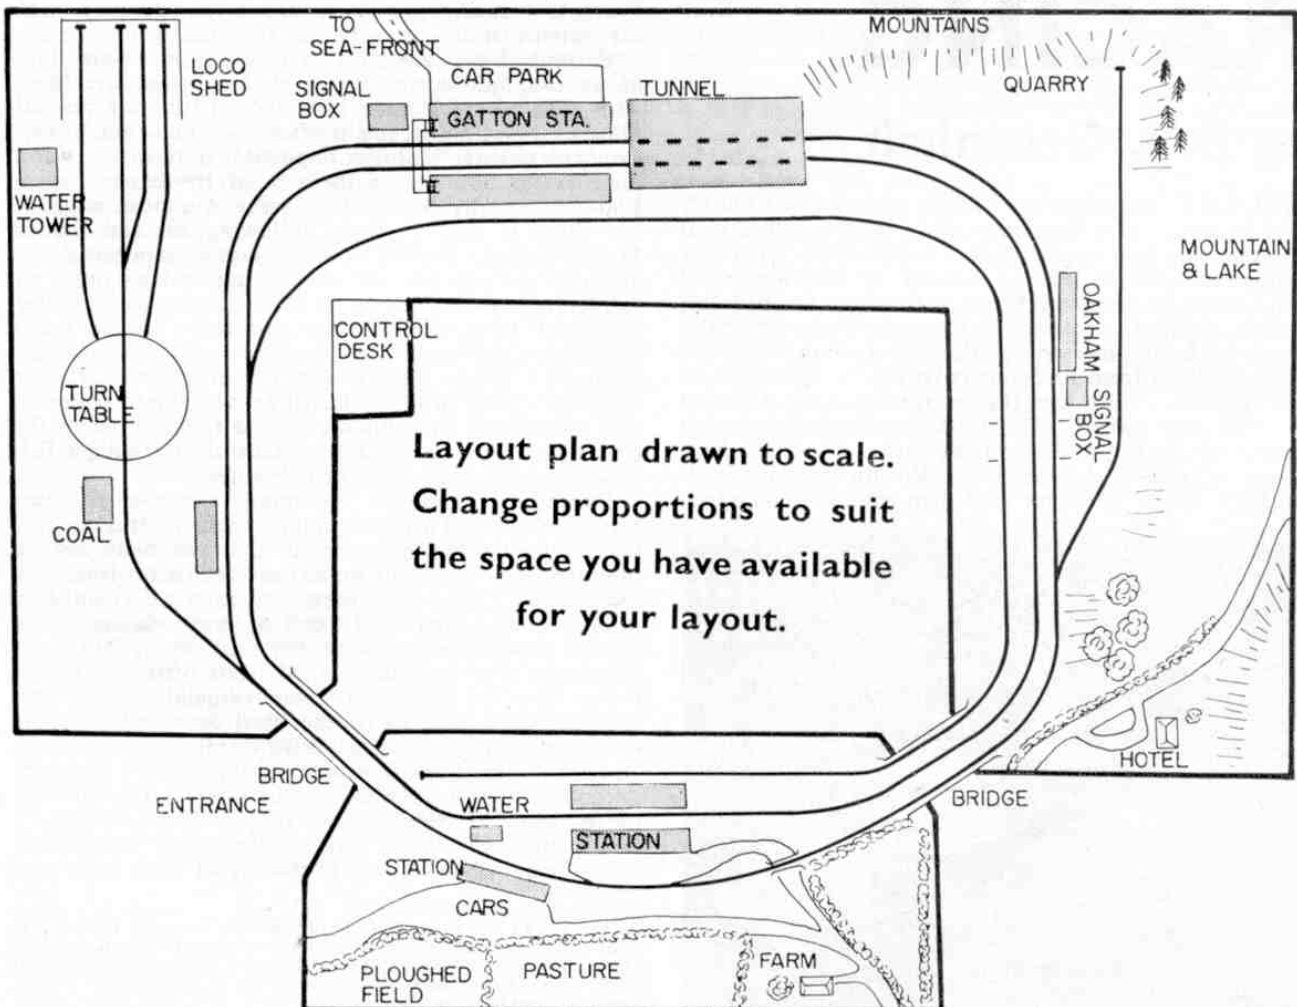 TO
SEA-FRONT
MOUNTAINS
LOCO
SHED
CAR PARK
SIGNAL
BOX
TUNNEL
QUARRY
GATTON STA.
WATER
TOWER
MOUNTAIN
& LAKE
OAKHAM
CONTROL
DESK
TURN
TABLE
SIGNAL
BOX
Layout plan drawn to scale.
Change proportions to suit
the space you have available
for your layout.
COAL
HOTEL
BRIDGE
ENTRANCE
WATER
BRIDGE
STATION
STATION
CARS
PLOUGHED
FIELD
PASTURE
FARM